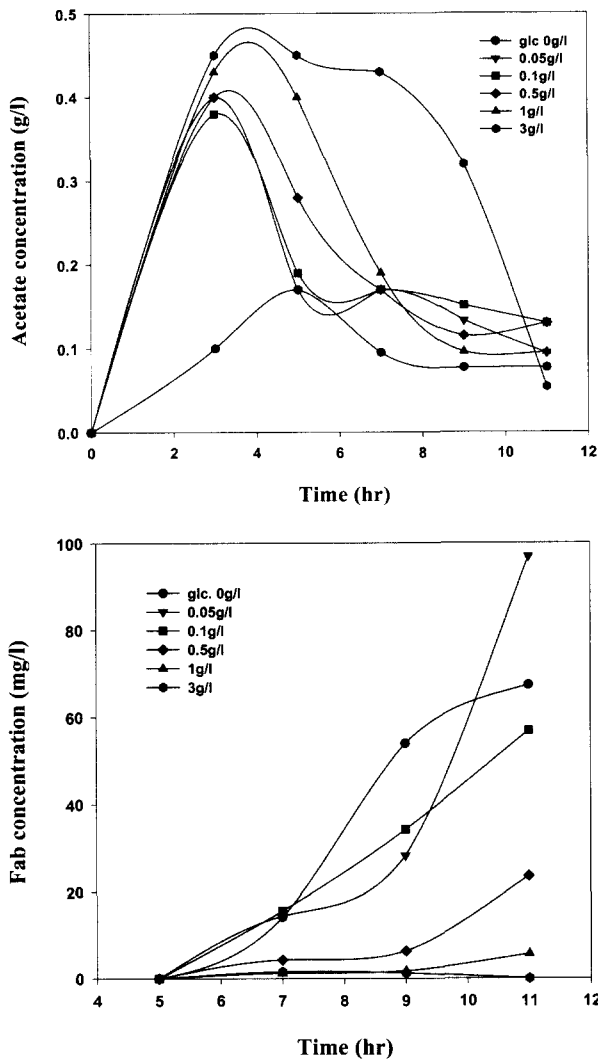 0.5
0.4
0.3
0.2
0.1
0.0
Acetate concentration (g/l)
glc 0g/l
0.05g/l
0.1g/l
0.5g/l
1g/l
3g/l
0 2 4 6 8 10 12
Time (hr)
100
80
60
40
20
0
Fab concentration (mg/l)
glc. 0g/l
0.05g/l
0.1g/l
0.5g/l
1g/l
3g/l
4 5 6 7 8 9 10 11 12
Time (hr)